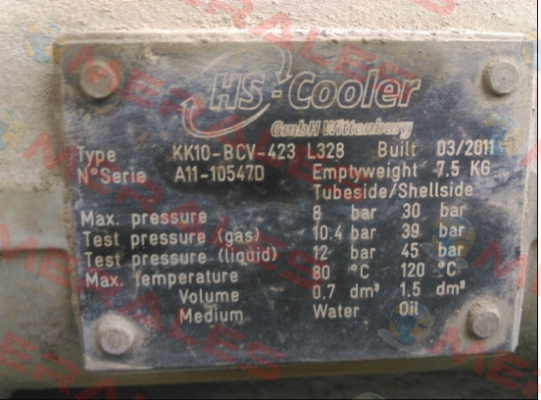 HS-Cooler
GmbH Wittenburg
Type KK10-BCV-423 L328 Built 03/2011
N°Serie A11-10547D Emptyweight 7.5 KG
Tubeside/Shellside
Max. pressure 8 bar 30 bar
Test pressure (gas) 10.4 bar 39 bar
Test pressure (liquid) 12 bar 45 bar
Max. Temperature 80 °C 120 °C
Volume 0,7 dm³ 1,5 dm³
Medium Water Oil